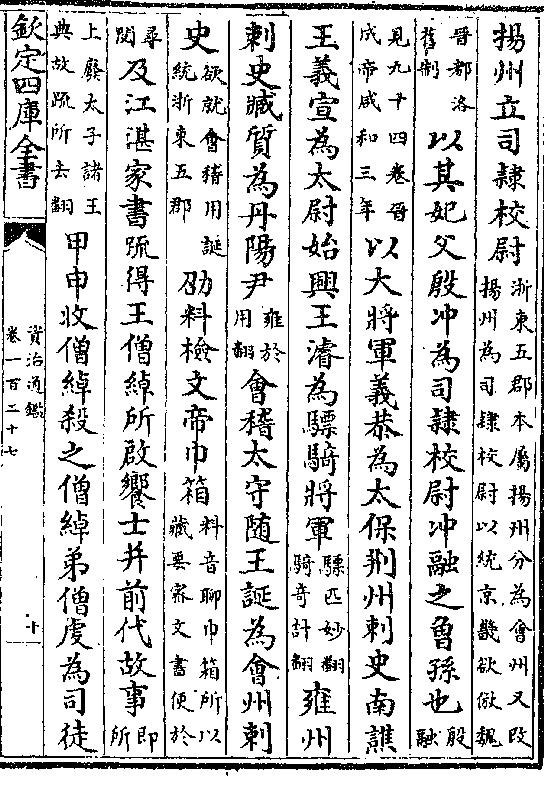 揚州立司隷校尉浙東五郡本屬揚州分為會州又改揚州為司隷校尉以統京畿欲倣魏
晉都洛舊制以其妃父殷冲為司隷校尉冲融之曾孫也殷融
見九十四卷晉成帝咸和三年以大將軍義恭為太保荆州刺史南譙
王義宣為太尉始興王濬為驃騎將軍驃匹妙翻騎奇計翻雍州
刺史臧質為丹陽尹雍於用翻會稽太守隨王誕為會州刺
史欲就會稽用誕統浙東五郡劭料檢文帝巾箱料音聊巾箱所以藏要宻文書便於
尋閲及江湛家書疏得王僧綽所啟饗士并前代故事即所
上廢太子諸王典故疏所去翻甲申收僧綽殺之僧綽弟僧䖍為司徒
欽定四庫全書
資治通鑑
卷一百二十七
十